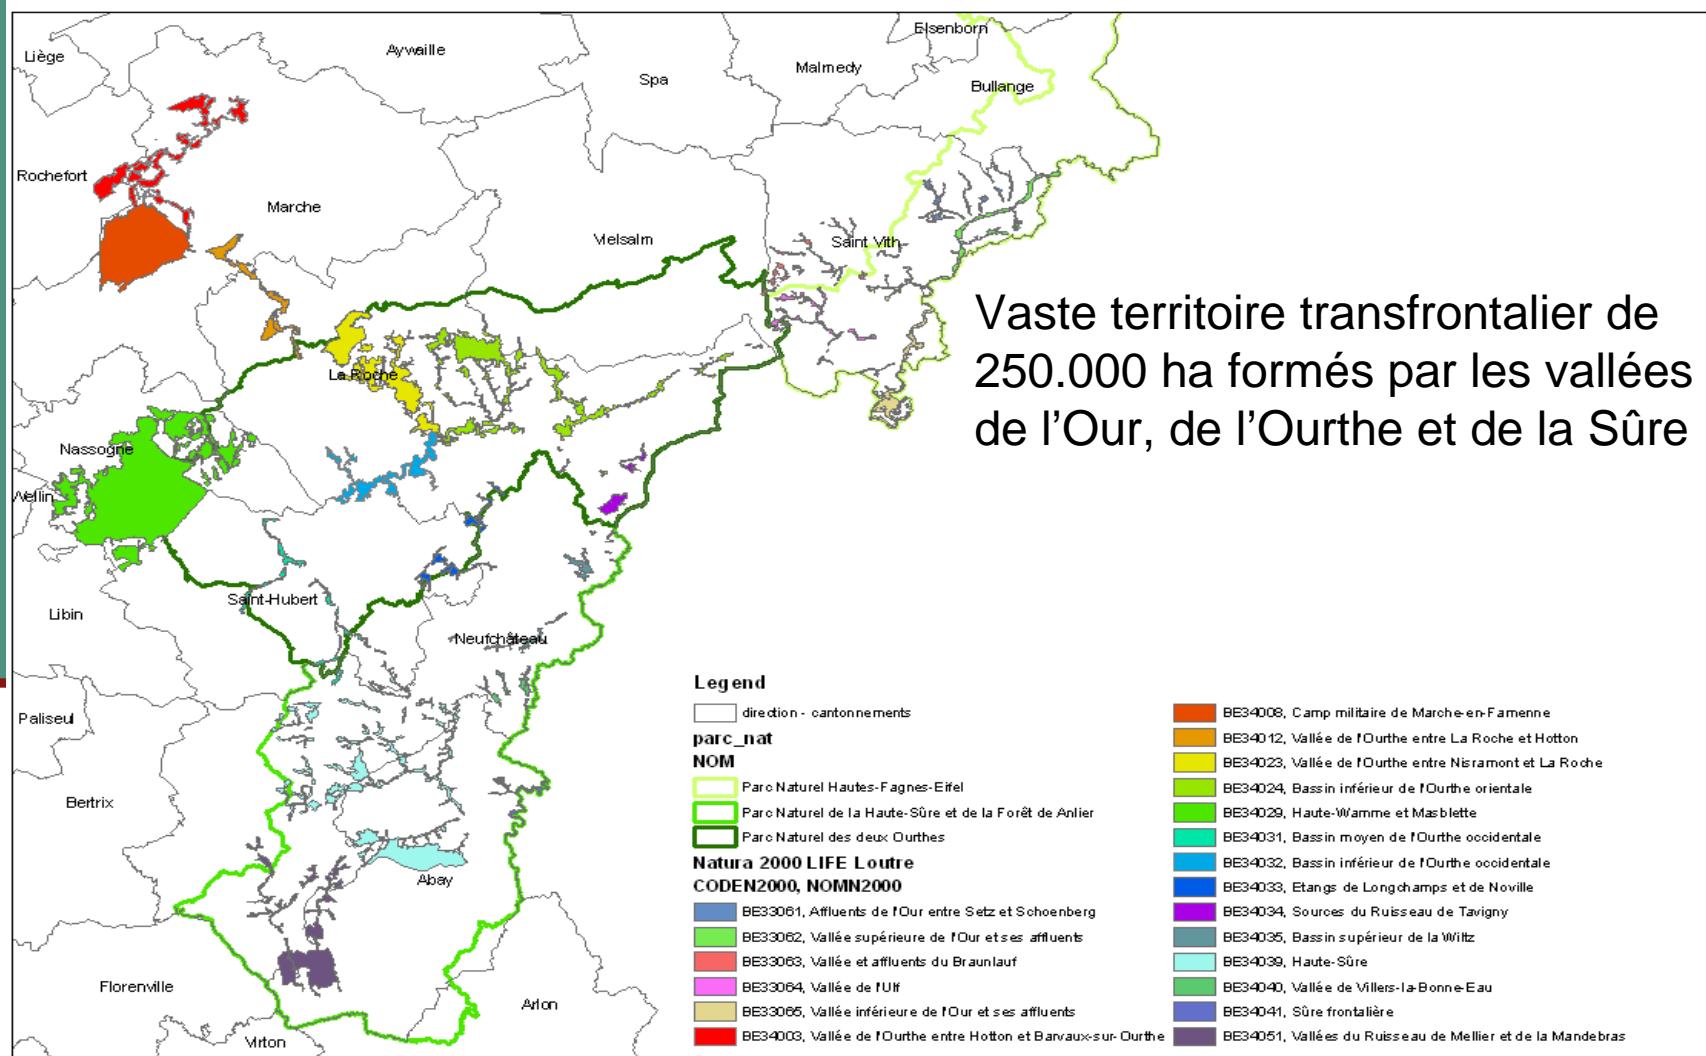 Elsenborn
Liège
Aywaille
Spa
Malmedy
Bullange
Rochefort
Marche
Vielsalm
Saint Vith
Vaste territoire transfrontalier de
250.000 ha formés par les vallées
de l’Our, de l’Ourthe et de la Sûre
La Roche
Nassogne
Wellin
Libin
Saint-Hubert
Neufchâteau
Paliseul
Bertrix
Abay
Florenville
Arlon
Virton
Legend
direction - cantonnements
parc_nat
NOM
Parc Naturel Hautes-Fagnes-Eifel
Parc Naturel de la Haute-Sûre et de la Forêt de Anlier
Parc Naturel des deux Ourthes
Natura 2000 LIFE Loutre
CODEN2000, NOMN2000
BE33061, Affluents de l'Our entre Setz et Schoenberg
BE33062, Vallée supérieure de l'Our et ses affluents
BE33063, Vallée et affluents du Braunlauf
BE33064, Vallée de l'Ulf
BE33065, Vallée inférieure de l'Our et ses affluents
BE34003, Vallée de l'Ourthe entre Hotton et Barvaux-sur-Ourthe
BE34008, Camp militaire de Marche-en-Famenne
BE34012, Vallée de l'Ourthe entre La Roche et Hotton
BE34023, Vallée de l'Ourthe entre Nisramont et La Roche
BE34024, Bassin inférieur de l'Ourthe orientale
BE34029, Haute-Wamme et Masblette
BE34031, Bassin moyen de l'Ourthe occidentale
BE34032, Bassin inférieur de l'Ourthe occidentale
BE34033, Etangs de Longchamps et de Noville
BE34034, Sources du Ruisseau de Tavigny
BE34035, Bassin supérieur de la Wiltz
BE34039, Haute-Sûre
BE34040, Vallée de Villers-la-Bonne-Eau
BE34041, Sûre frontalière
BE34051, Vallées du Ruisseau de Mellier et de la Mandebras